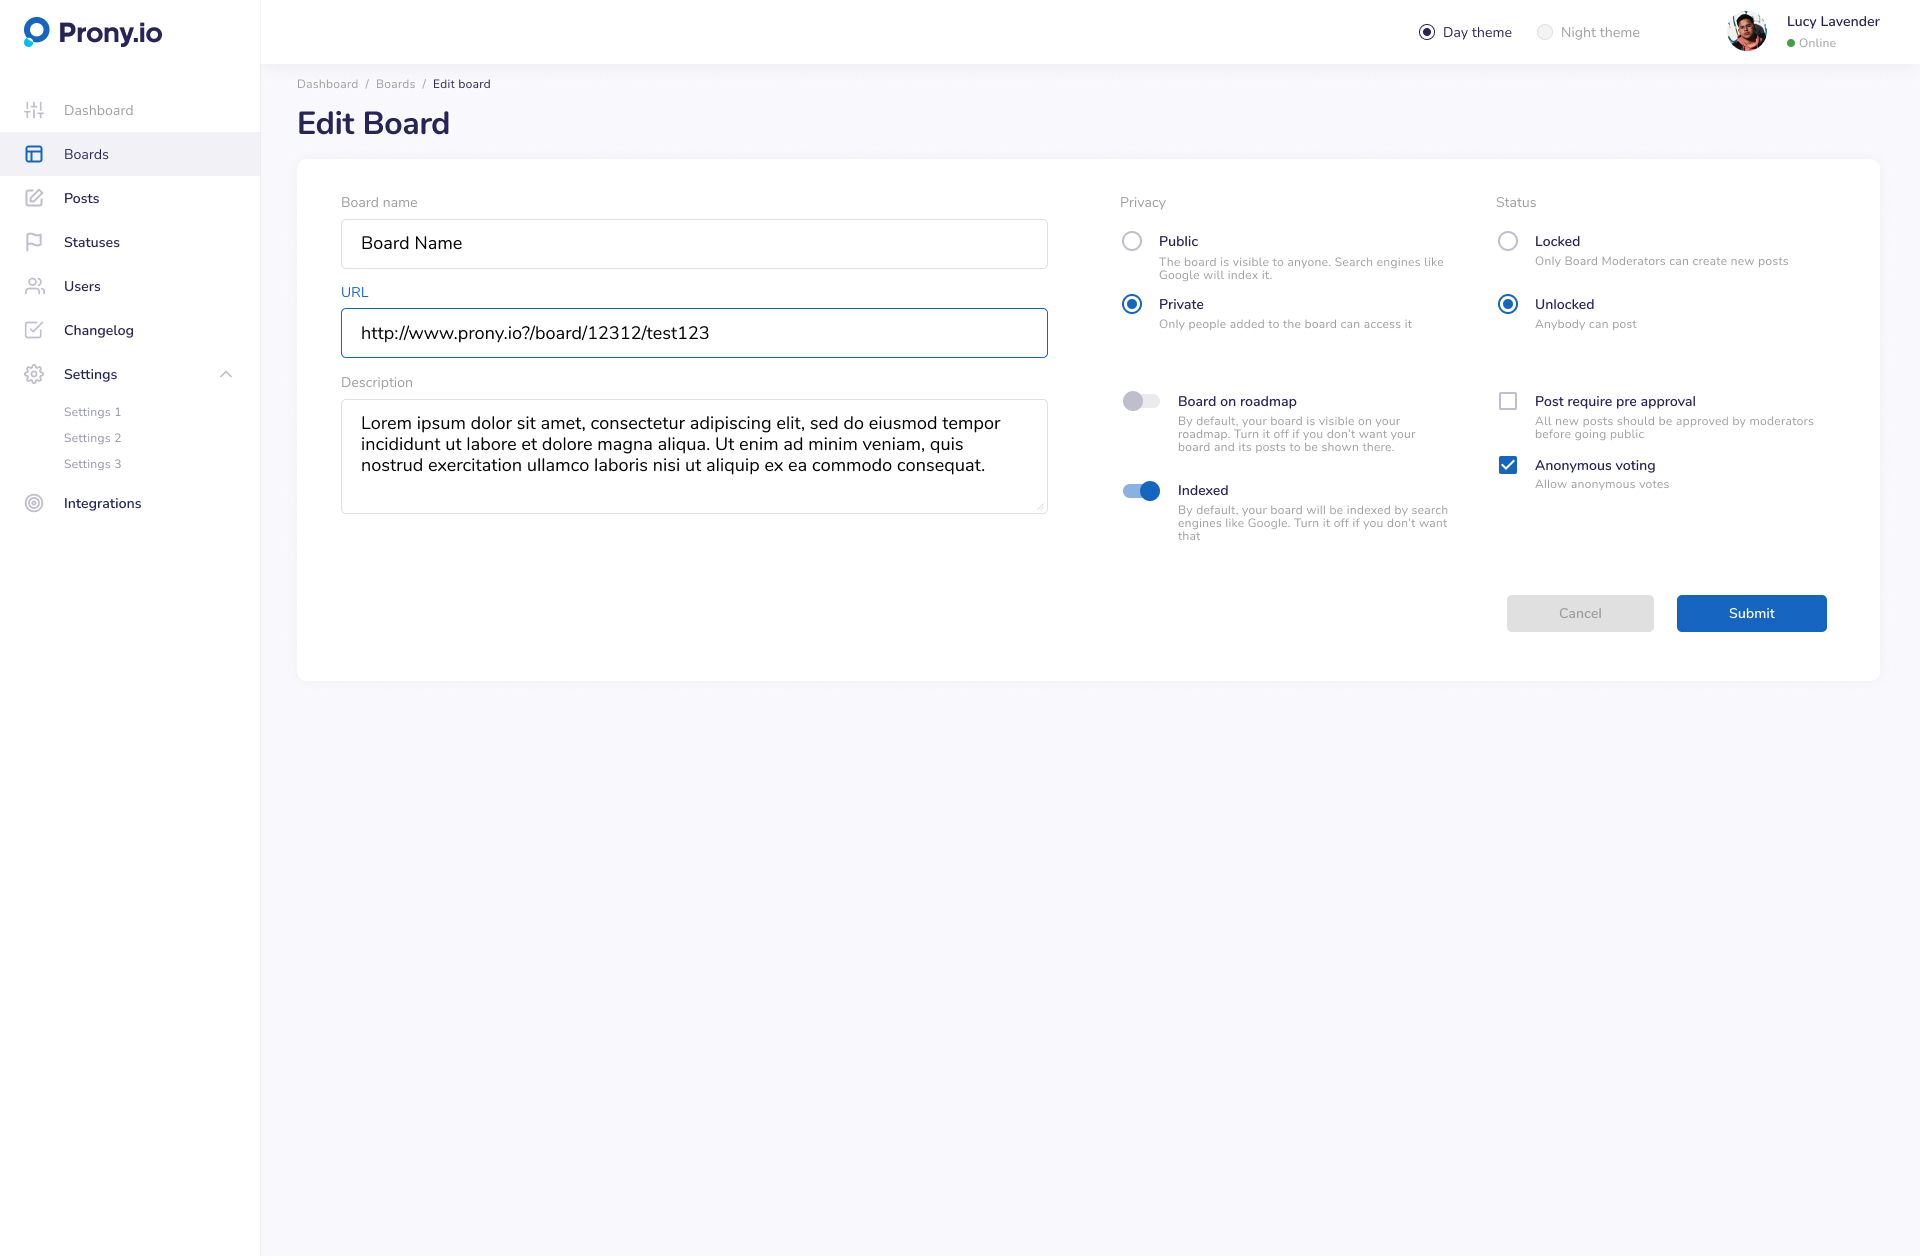 Prony.io
Day theme
Night theme
Lucy Lavender
Online
Dashboard
Boards
Posts
Statuses
Users
Changelog
Settings
Settings 1
Settings 2
Settings 3
Integrations
Dashboard / Boards / Edit board
Edit Board
Board name
Board Name
URL
http://www.prony.io?/board/12312/test123
Description
Lorem ipsum dolor sit amet, consectetur adipiscing elit, sed do eiusmod tempor
incididunt ut labore et dolore magna aliqua. Ut enim ad minim veniam, quis
nostrud exercitation ullamco laboris nisi ut aliquip ex ea commodo consequat.
Privacy
Public
The board is visible to anyone. Search engines like
Google will index it.
Private
Only people added to the board can access it
Board on roadmap
By default, your board is visible on your
roadmap. Turn it off if you don't want your
board and its posts to be shown there.
Indexed
By default, your board will be indexed by search
engines like Google. Turn it off if you don't want
that
Status
Locked
Only Board Moderators can create new posts
Unlocked
Anybody can post
Post require pre approval
All new posts should be approved by moderators
before going public
Anonymous voting
Allow anonymous votes
Cancel
Submit